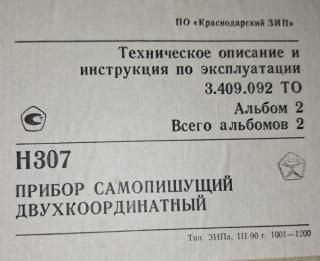 ПО «Краснодарский ЗИП»
Техническое описание и
инструкция по эксплуатации
3.409.092 ТО
Альбом 2
Всего альбомов 2
Н307
ПРИБОР САМОПИШУЩИЙ
ДВУХКООРДИНАТНЫЙ
Тип. ЗИПа, III-90 г. 1001—1200